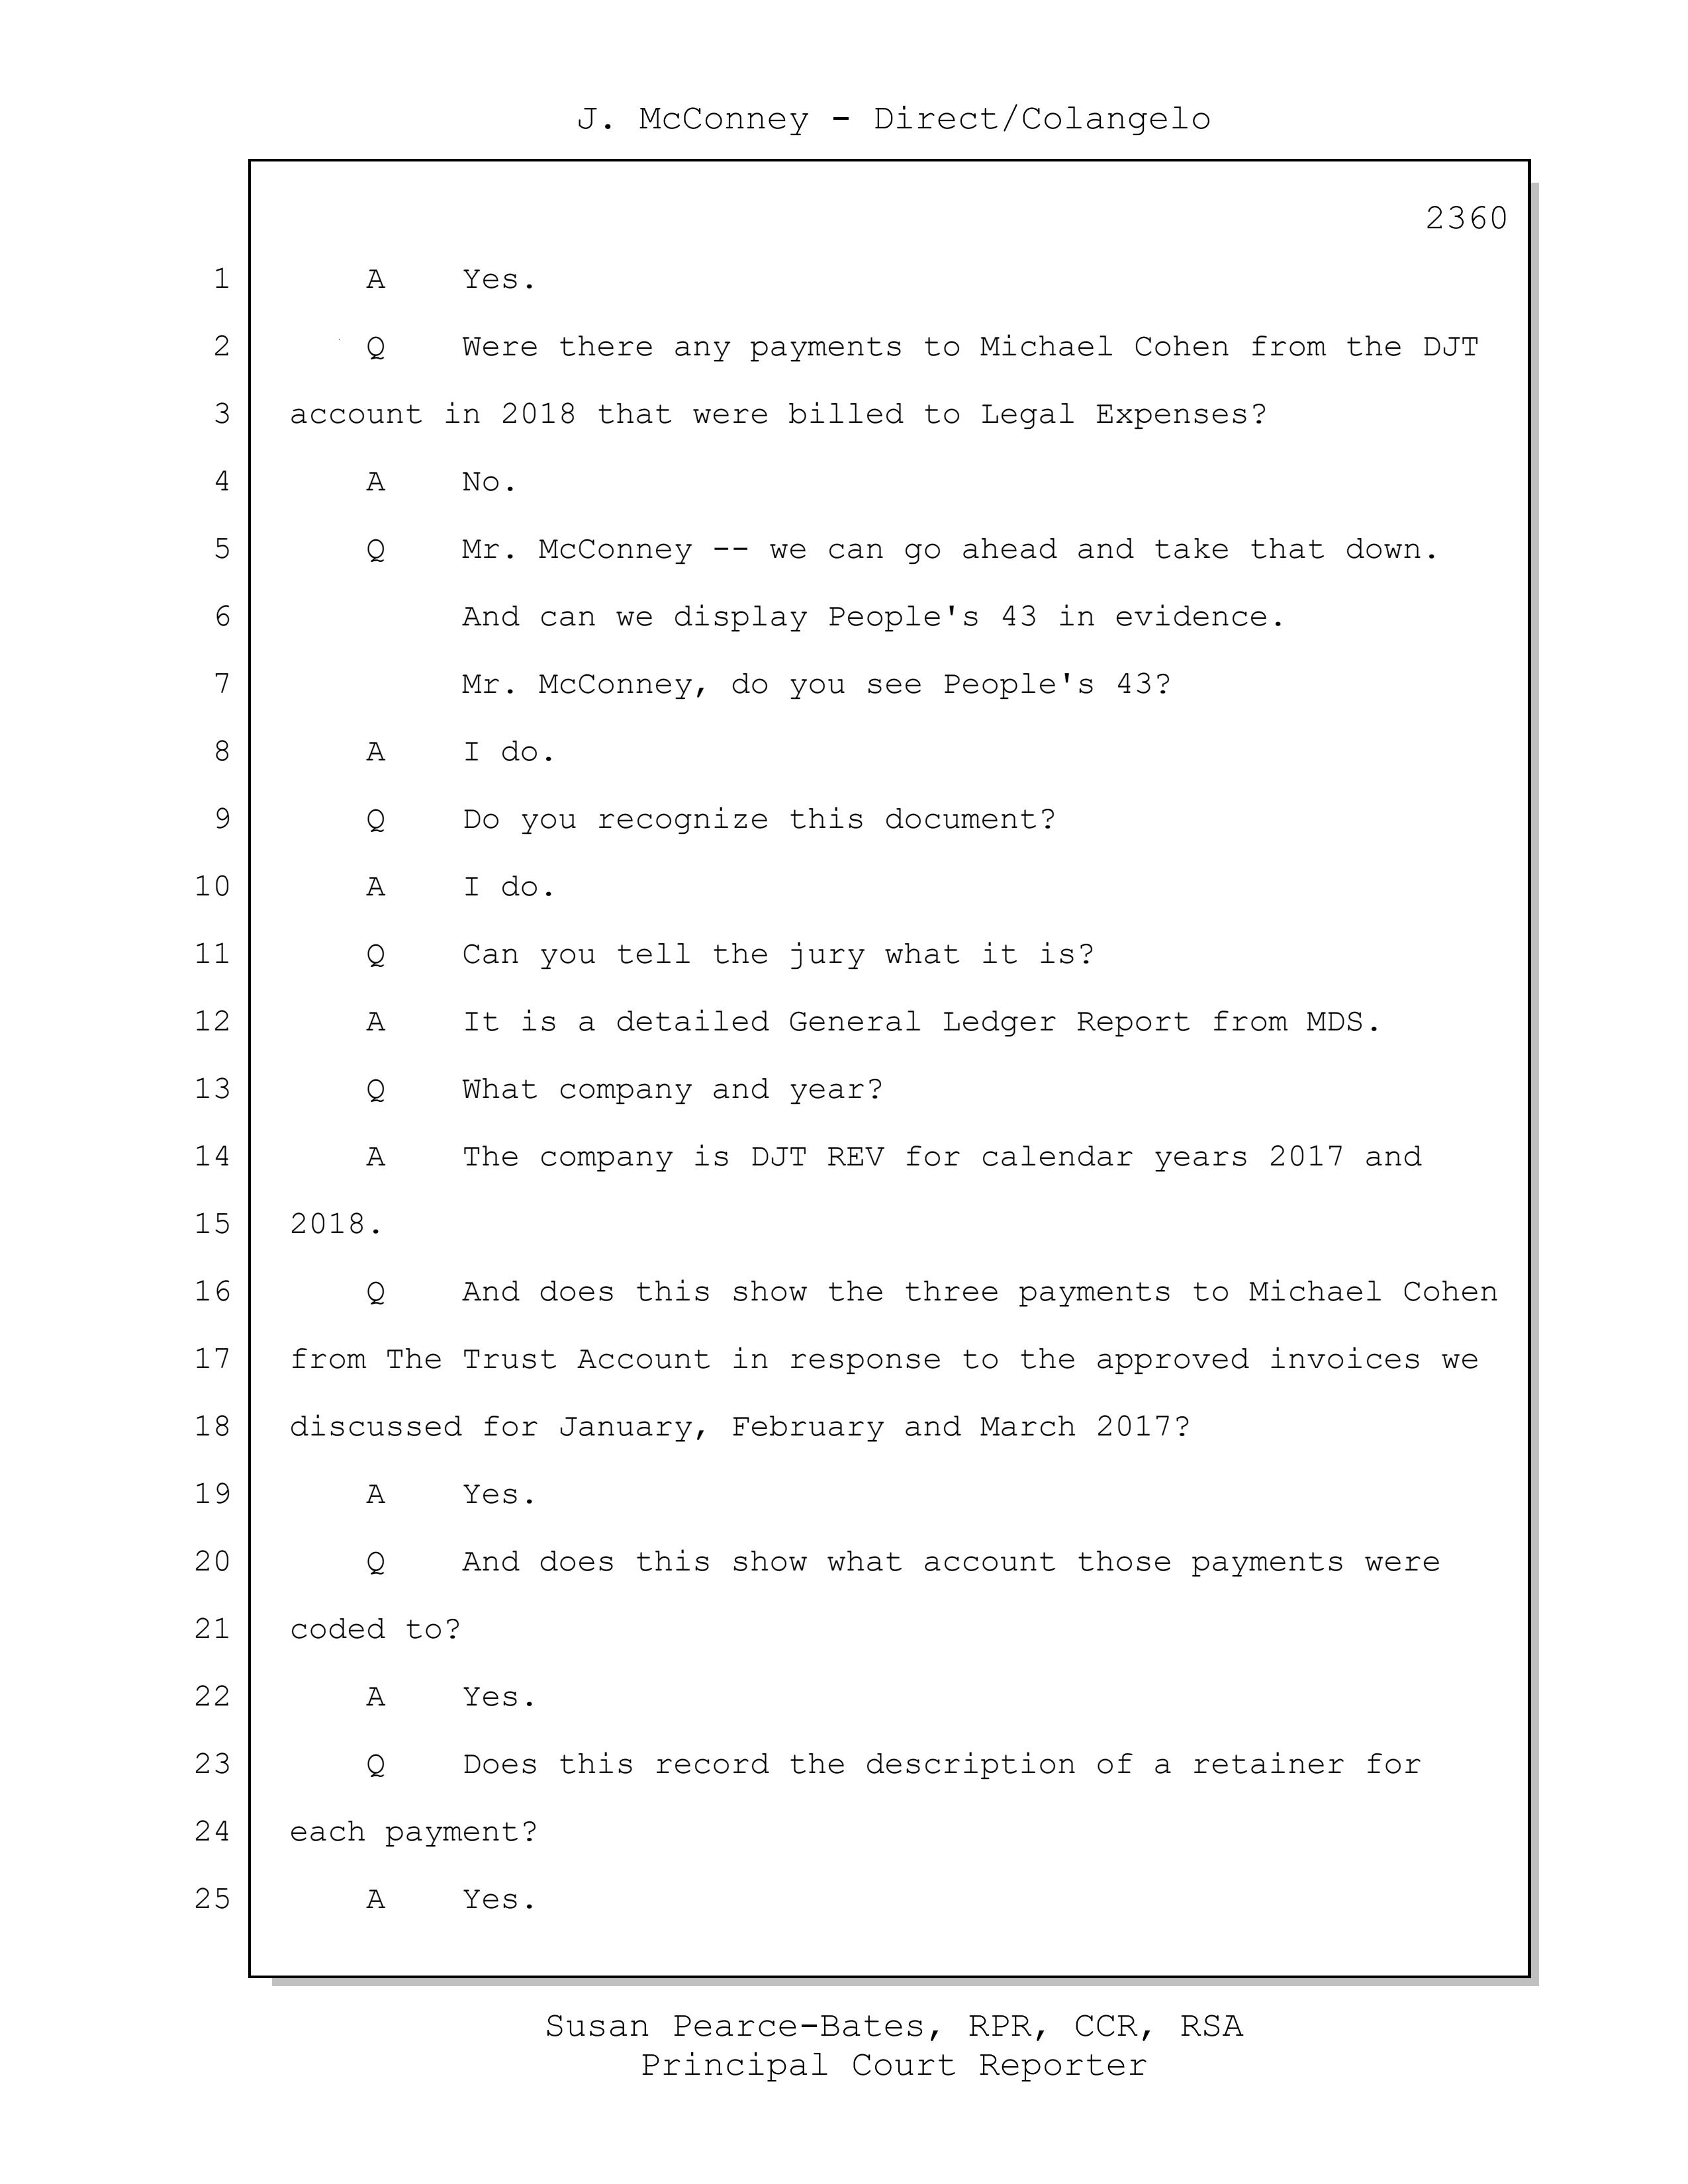 J. McConney - Direct/Colangelo
2360
1 A Yes.
2 Q Were there any payments to Michael Cohen from the DJT
3 account in 2018 that were billed to Legal Expenses?
4 A No.
5 Q Mr. McConney -- we can go ahead and take that down.
6 And can we display People's 43 in evidence.
7 Mr. McConney, do you see People's 43?
8 A I do.
9 Q Do you recognize this document?
10 A I do.
11 Q Can you tell the jury what it is?
12 A It is a detailed General Ledger Report from MDS.
13 Q What company and year?
14 A The company is DJT REV for calendar years 2017 and
15 2018.
16 Q And does this show the three payments to Michael Cohen
17 from The Trust Account in response to the approved invoices we
18 discussed for January, February and March 2017?
19 A Yes.
20 Q And does this show what account those payments were
21 coded to?
22 A Yes.
23 Q Does this record the description of a retainer for
24 each payment?
25 A Yes.
Susan Pearce-Bates, RPR, CCR, RSA
Principal Court Reporter